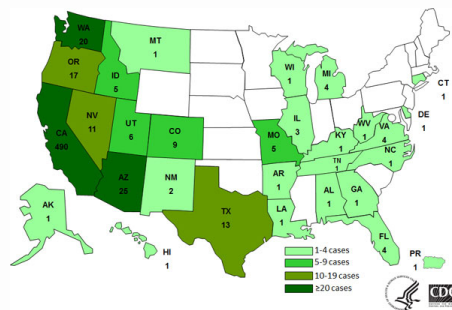 WA
20
OR
17
CA
490
NV
11
ID
5
MT
1
UT
6
AZ
25
CO
9
NM
2
TX
13
MO
5
AR
1
LA
1
WI
1
IL
3
MI
4
KY
1
TN
1
AL
1
GA
1
FL
4
WV
1
VA
4
NC
1
CT
1
DE
1
PR
1
AK
1
HI
1
1-4 cases
5-9 cases
10-19 cases
≥20 cases
CDC